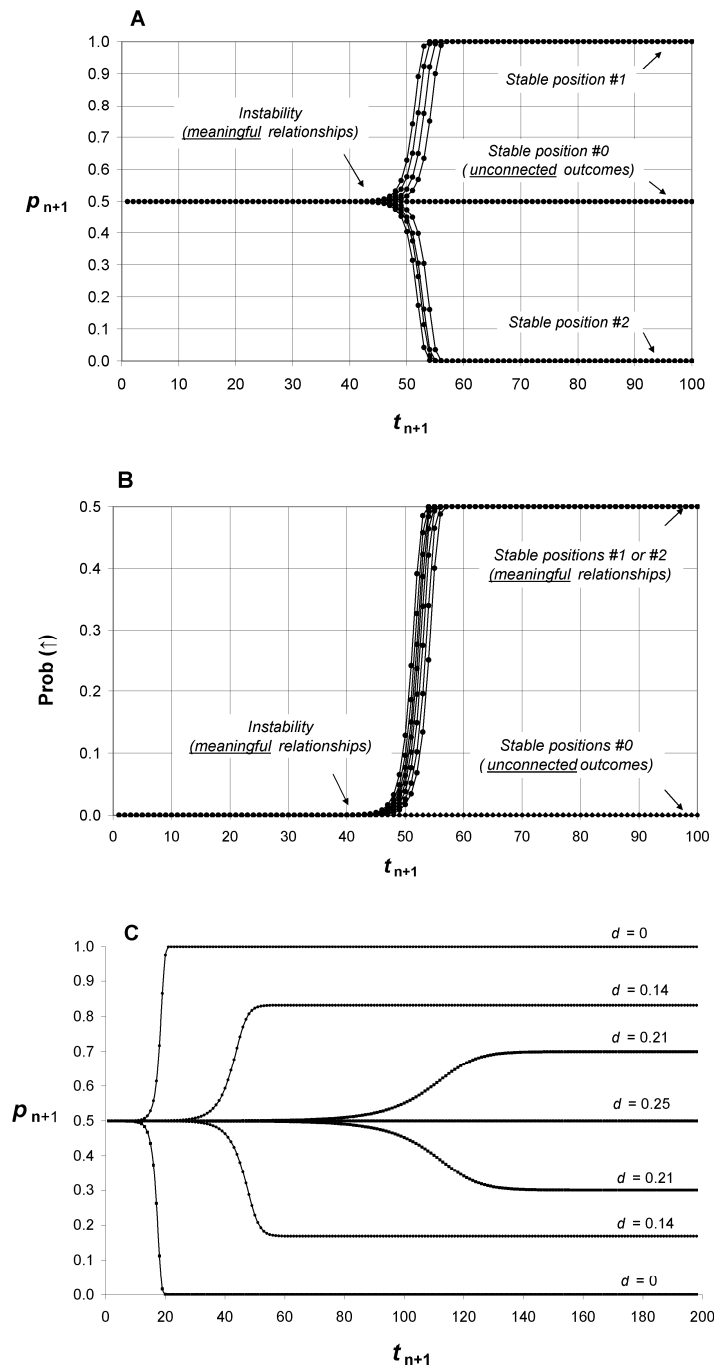 A
1.0
0.9
0.8
0.7
0.6
0.5
0.4
0.3
0.2
0.1
0.0
p n+1
Stable position #1
Instability
(meaningful relationships)
Stable position #0
( unconnected outcomes)
Stable position #2
0 10 20 30 40 50 60 70 80 90 100
t n+1
B
0.5
0.4
0.3
0.2
0.1
0.0
Prob (↑)
Stable positions #1 or #2
(meaningful relationships)
Instability
(meaningful relationships)
Stable positions #0
( unconnected outcomes)
0 10 20 30 40 50 60 70 80 90 100
t n+1
C
1.0
0.9
0.8
0.7
0.6
0.5
0.4
0.3
0.2
0.1
0.0
p n+1
d = 0
d = 0.14
d = 0.21
d = 0.25
d = 0.21
d = 0.14
d = 0
0 20 40 60 80 100 120 140 160 180 200
t n+1